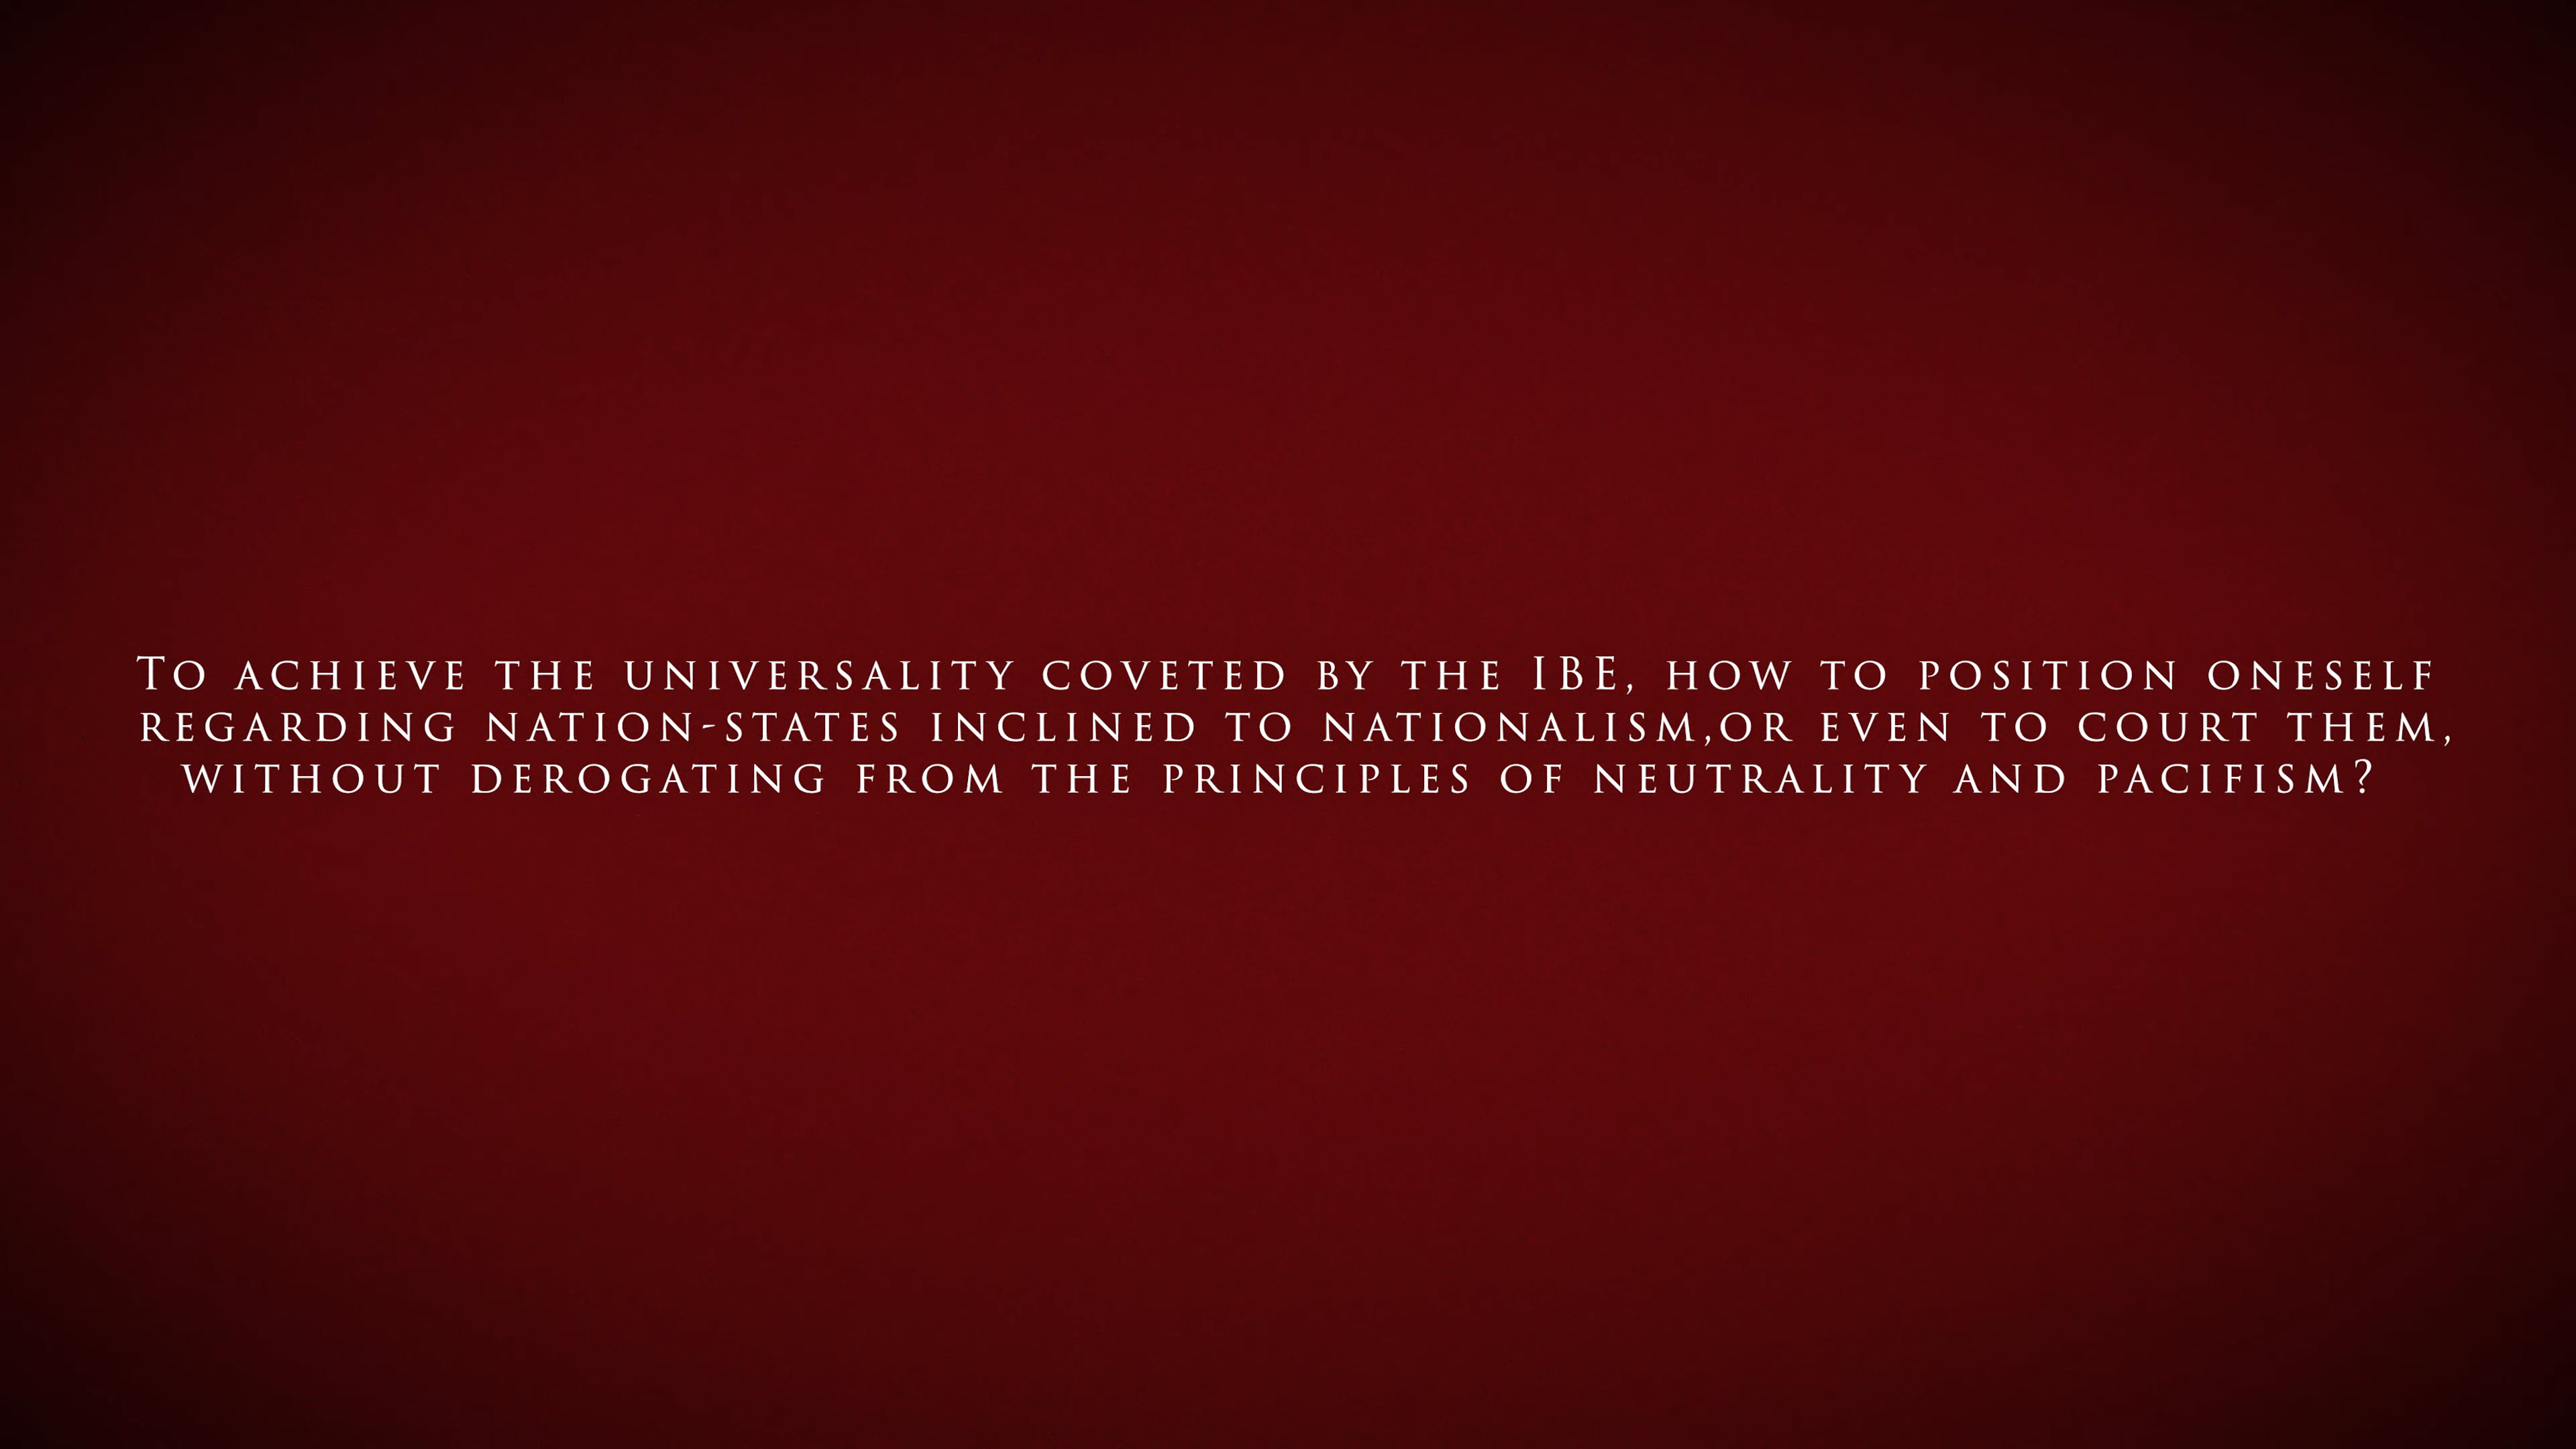 To achieve the universality coveted by the IBE, how to position oneself
regarding nation-states inclined to nationalism,or even to court them,
without derogating from the principles of neutrality and pacifism?